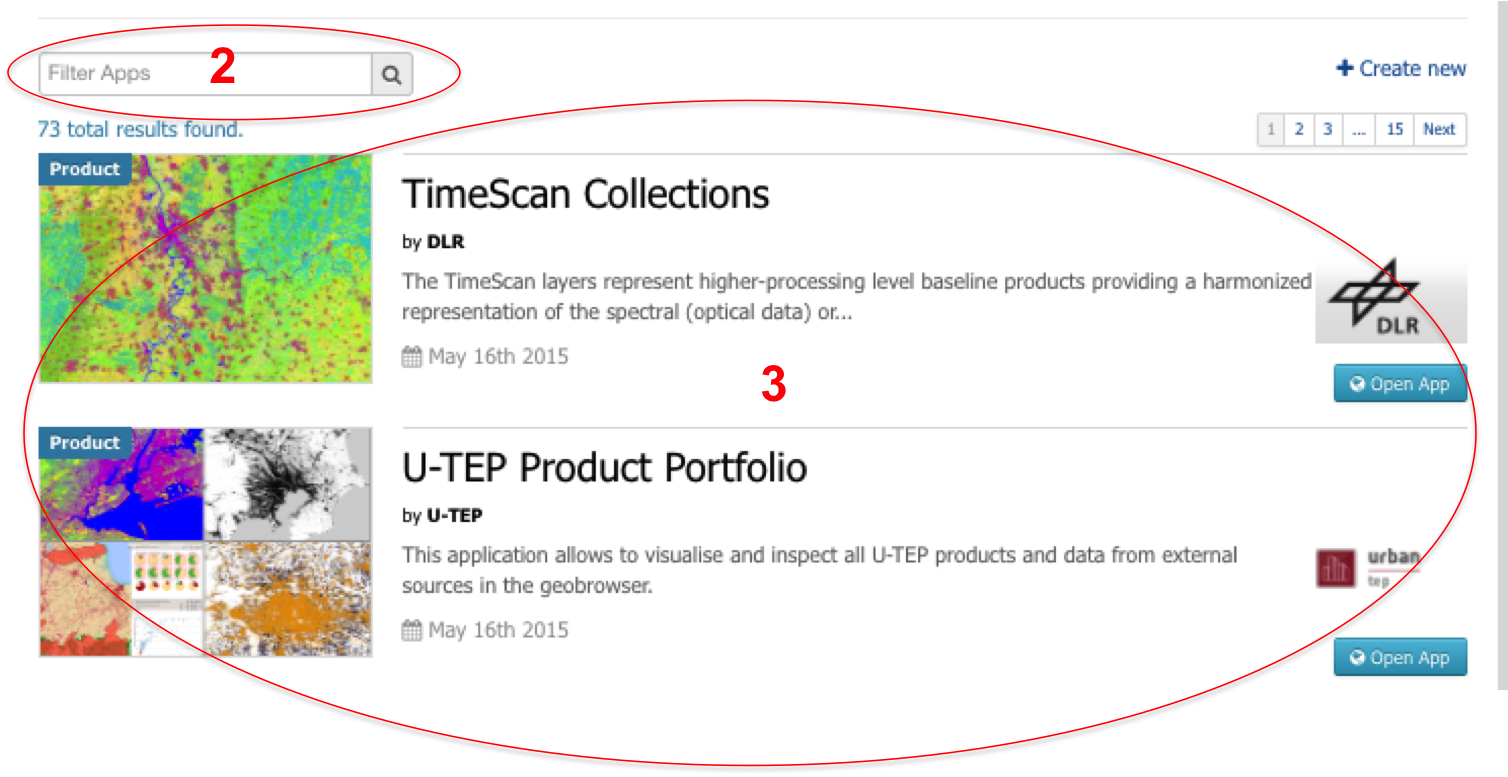 Filter Apps 2
+ Create new
73 total results found.
1 2 3 ... 15 Next
Product
TimeScan Collections
by DLR
The TimeScan layers represent higher-processing level baseline products providing a harmonized
representation of the spectral (optical data) or...
DLR
May 16th 2015
3
Open App
Product
U-TEP Product Portfolio
by U-TEP
This application allows to visualise and inspect all U-TEP products and data from external
sources in the geobrowser.
urban
tep
May 16th 2015
Open App